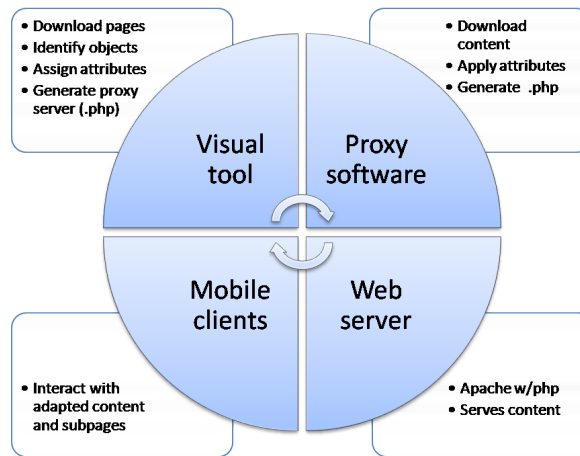 • Download pages
• Identify objects
• Assign attributes
• Generate proxy
server (.php)
• Download
content
• Apply attributes
• Generate .php
Visual
tool
Proxy
software
Mobile
clients
Web
server
• Interact with
adapted content
and subpages
• Apache w/php
• Serves content